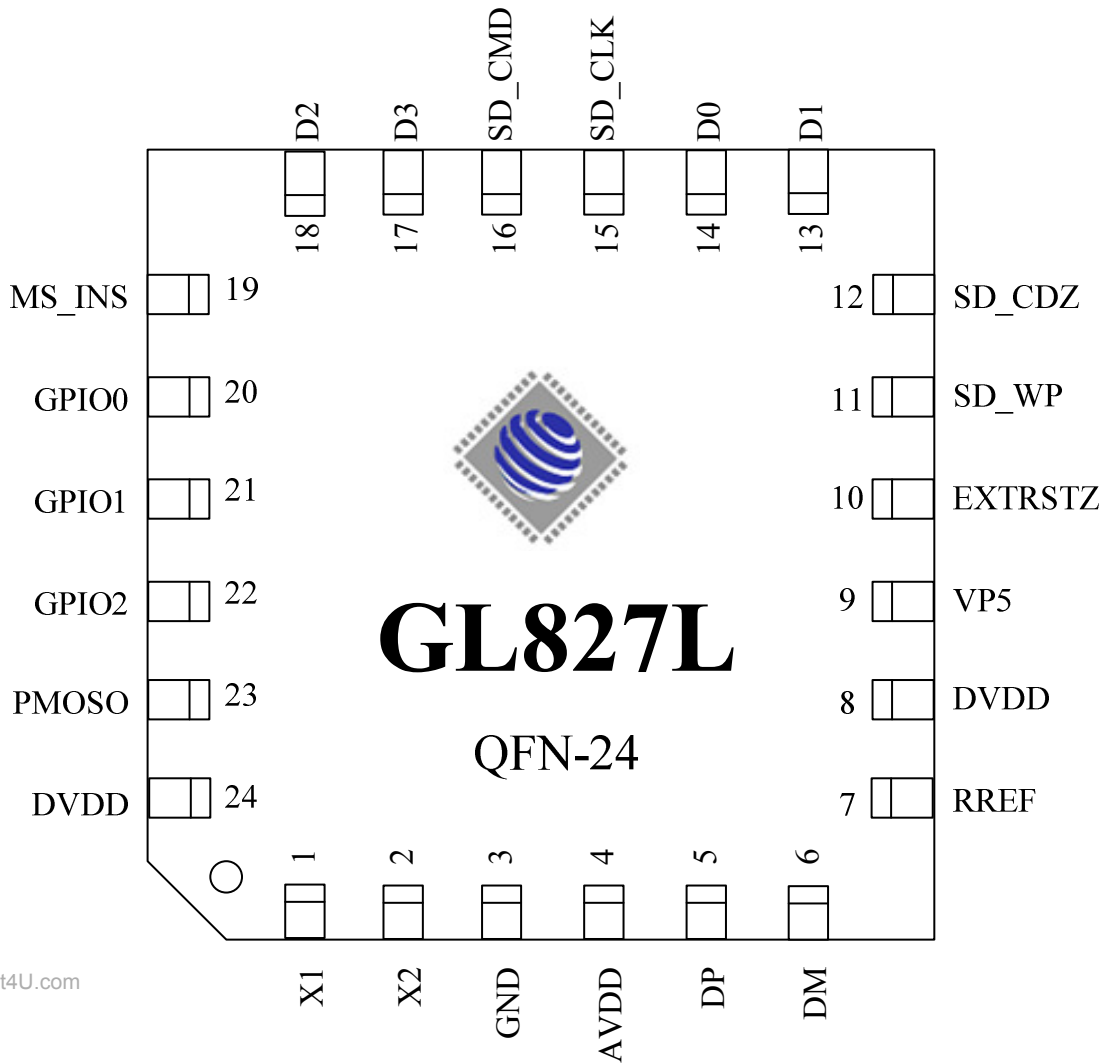 D2
D3
SD_CMD
SD_CLK
D0
D1
18
17
16
15
14
13
MS_INS 19
12 SD_CDZ
GPIO0 20
11 SD_WP
GPIO1 21
10 EXTRSTZ
GPIO2 22
9 VP5
GL827L
PMOSO 23
8 DVDD
QFN-24
DVDD 24
7 RREF
1
2
3
4
5
6
X1
X2
GND
AVDD
DP
DM
t4U.com